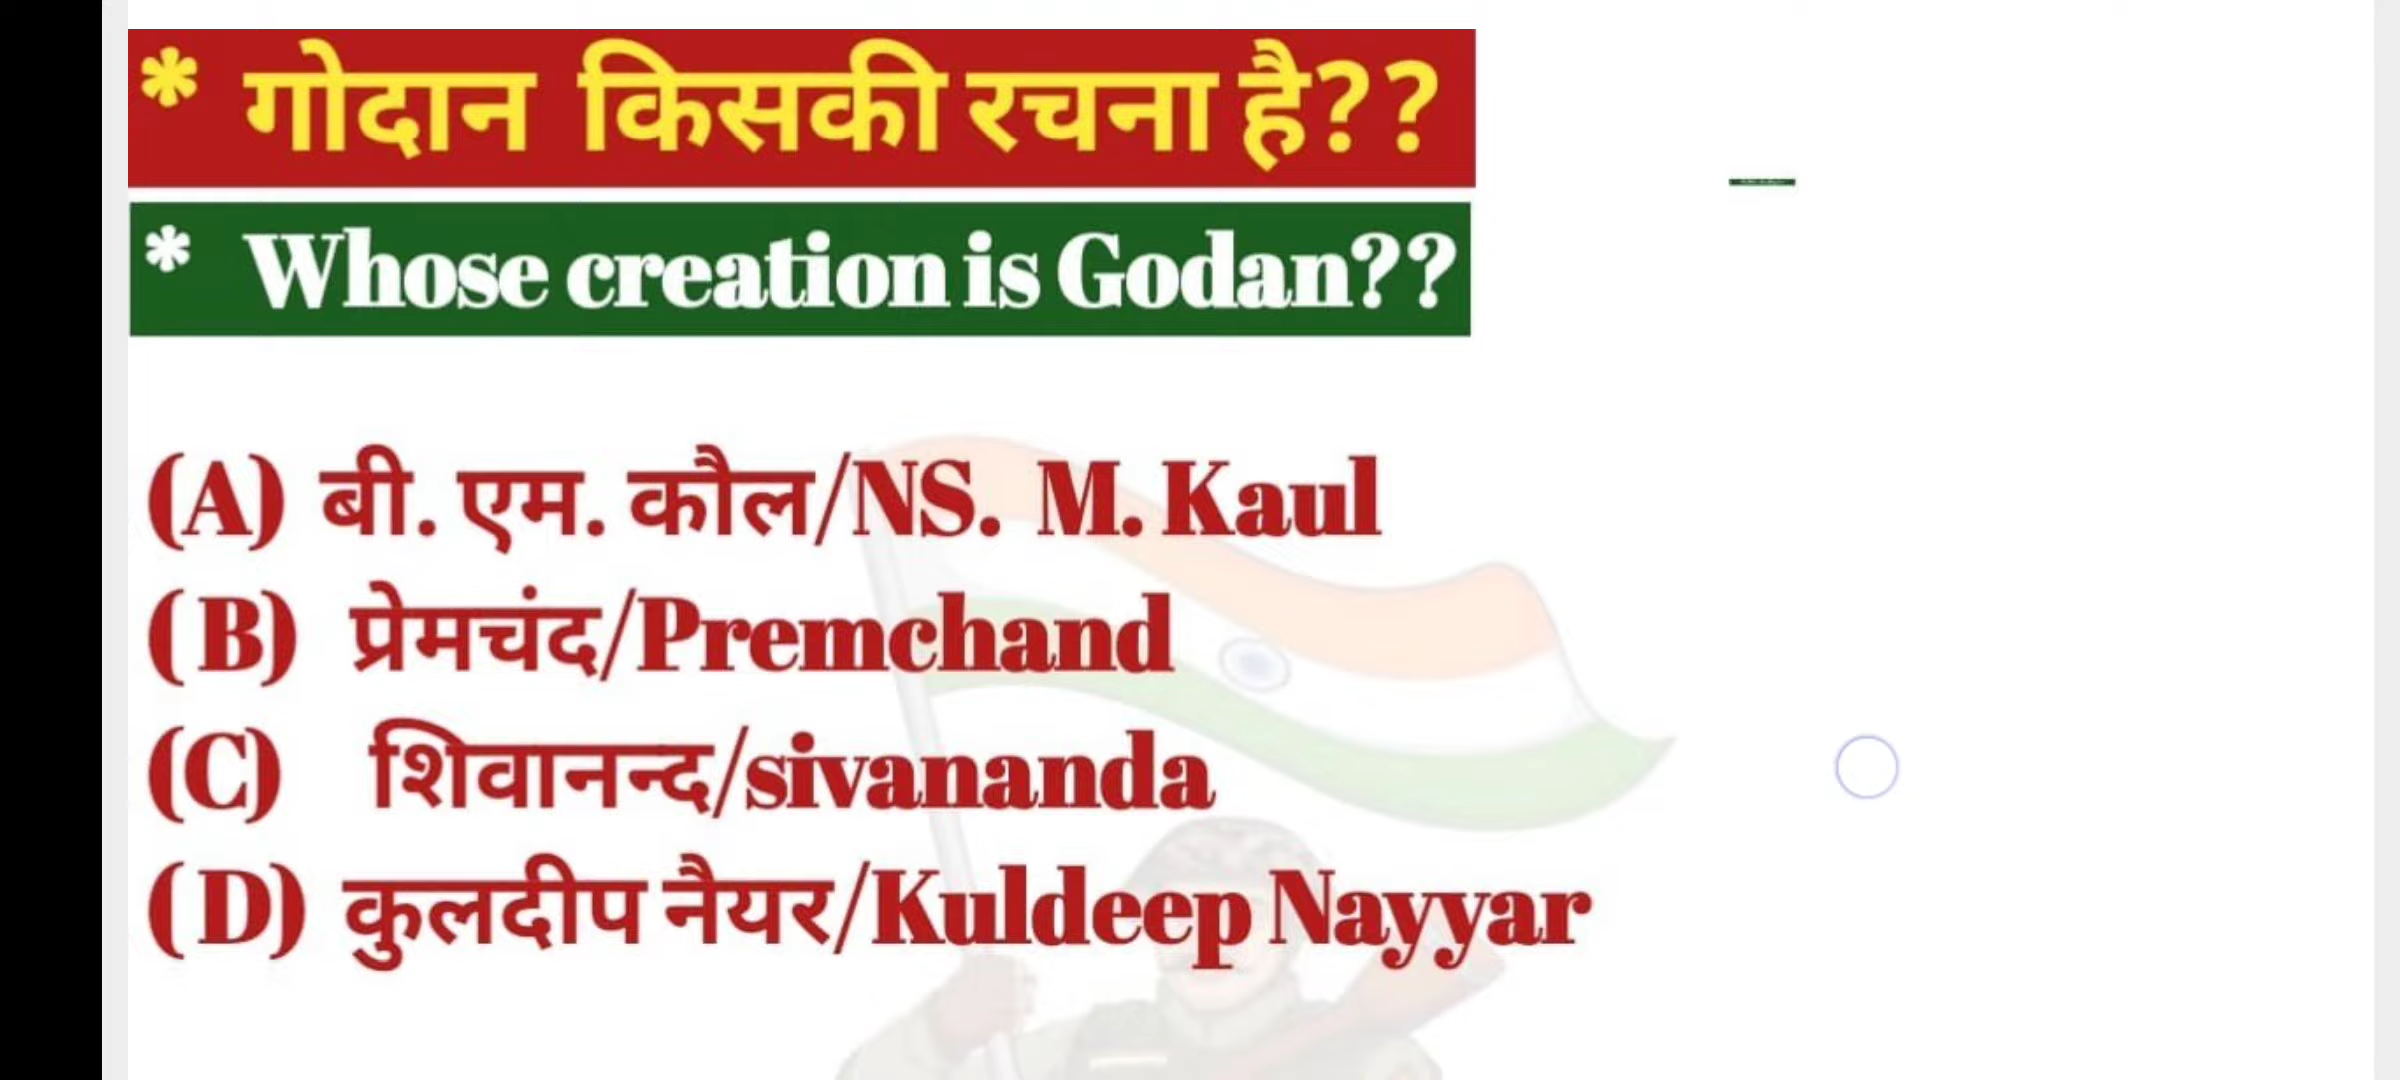 * गोदान किसकी रचना है??
* Whose creation is Godan??
(A) बी. एम. कौल/NS. M. Kaul
(B) प्रेमचंद/Premchand
(C) शिवानन्द/sivananda
(D) कुलदीप नैयर/Kuldeep Nayyar